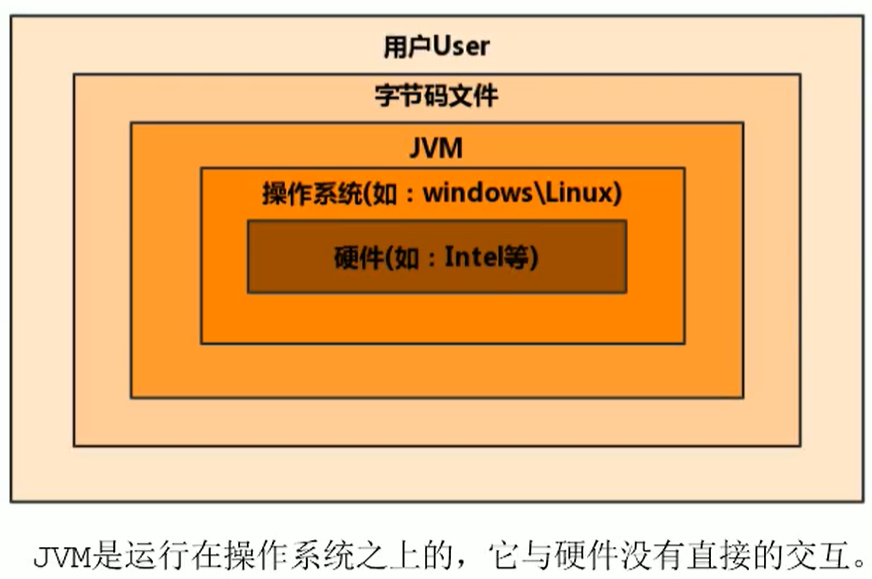 用户User
字节码文件
JVM
操作系统(如：windows\Linux)
硬件(如：Intel等)
JVM是运行在操作系统之上的，它与硬件没有直接的交互。